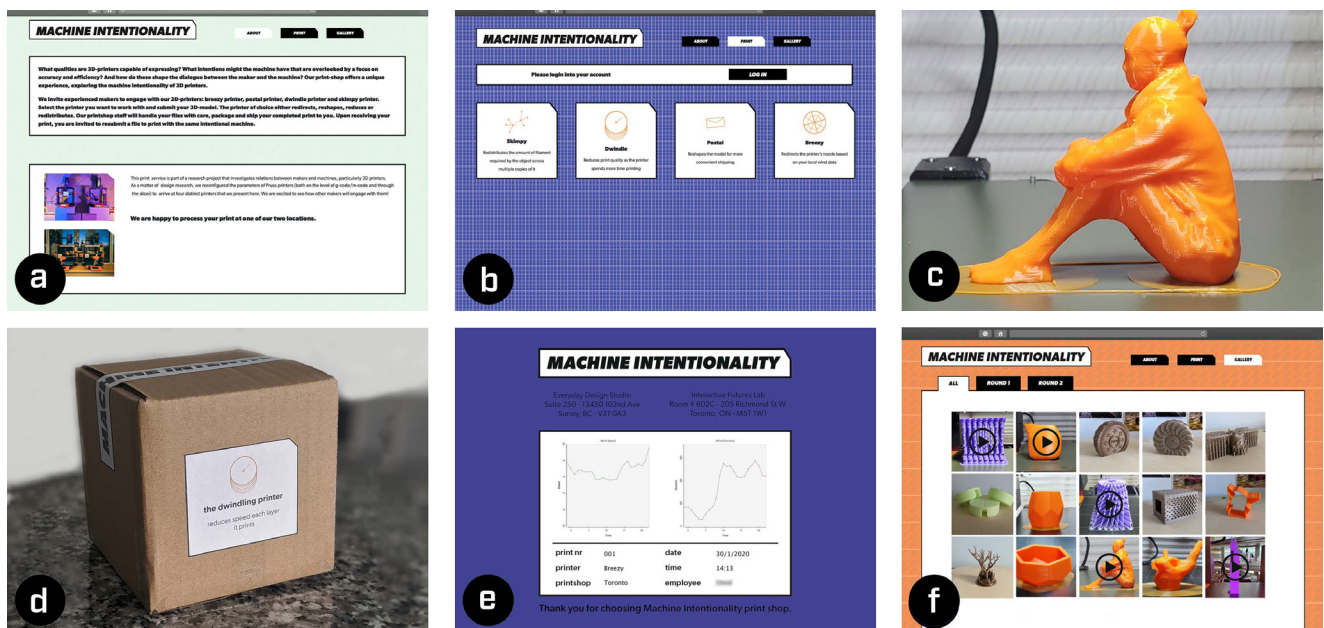 MACHINE INTENTIONALITY
ABOUT
PRINT
GALLERY
What qualities are 3D-printers capable of expressing? What intentions might the machine have that are overlooked by a focus on
accuracy and efficiency? And how do these shape the dialogue between the maker and the machine? Our print-shop offers a unique
experience, exploring the machine intentionality of 3D printers.
We invite experienced makers to engage with our 3D-printers: breezy printer, postal printer, dwindle printer and skimpy printer.
Select the printer you want to work with and submit your 3D-model. The printer of choice either redirects, reshapes, reduces or
redistributes. Our printshop staff will handle your files with care, package and ship your completed print to you. Upon receiving your
print, you are invited to resubmit a file to print with the same intentional machine.
This print service is part of a research project that investigates relations between makers and machines, particularly 3D printers.
As a matter of design research, we reconfigured the parameters of Prusa printers (both on the level of g-code/m-code and through
the slicer) to arrive at four distinct printers that we present here. We are excited to see how other makers will engage with them!
We are happy to process your print at one of our two locations.
a
MACHINE INTENTIONALITY
ABOUT
PRINT
GALLERY
Please login into your account
LOG IN
Skimpy
Redistributes the amount of filament
required by the object across
multiple copies of it
Dwindle
Reduces print quality as the printer
spends more time printing
Postal
Reshapes the model for more
convenient shipping
Breezy
Redirects the printer's nozzle based
on your local wind data
b
c
MACHINE INTEN
the dwindling printer
reduces speed each layer
it prints
d
MACHINE INTENTIONALITY
Everyday Design Studio
Suite 250 - 13450 102nd Ave
Surrey, BC - V3T 0A3
Interactive Futures Lab
Room # 602C - 205 Richmond St W
Toronto, ON - M5T 1W1
Wind Speed
Time
Wind Direction
Time
print nr 001 date 30/1/2020
printer Breezy time 14:13
printshop Toronto employee
Thank you for choosing Machine Intentionality print shop.
e
MACHINE INTENTIONALITY
ABOUT
PRINT
GALLERY
ALL
ROUND 1
ROUND 2
f